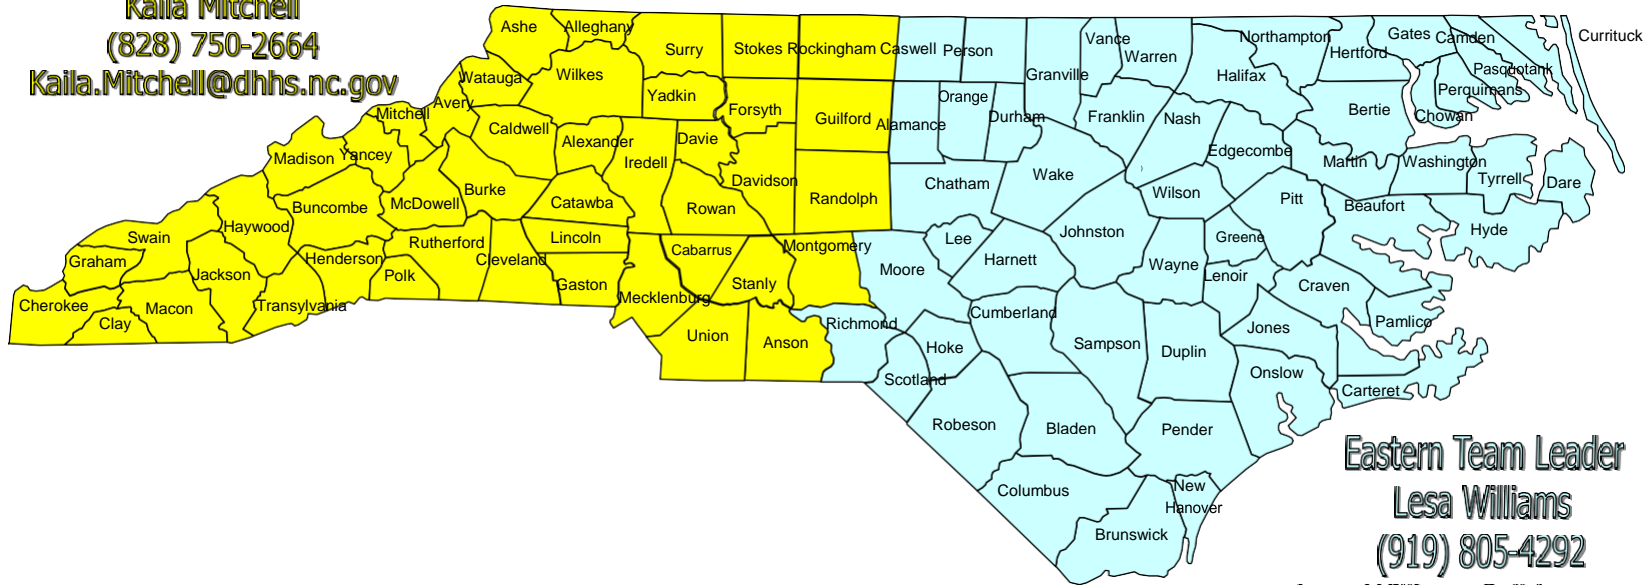 Kaila Mitchell
(828) 750-2664
Kaila.Mitchell@dhhs.nc.gov
Ashe
Alleghany
Surry
Stokes
Rockingham
Caswell
Person
Granville
Vance
Warren
Northampton
Hertford
Gates
Camden
Currituck
Pasquotank
Perquimans
Chowan
Halifax
Bertie
Watauga
Wilkes
Yadkin
Forsyth
Guilford
Alamance
Orange
Durham
Franklin
Nash
Edgecombe
Martin
Washington
Tyrrell
Dare
Mitchell
Avery
Caldwell
Alexander
Iredell
Davie
Davidson
Randolph
Chatham
Wake
Wilson
Pitt
Beaufort
Hyde
Madison
Yancey
Burke
McDowell
Buncombe
Catawba
Rowan
Haywood
Swain
Graham
Jackson
Henderson
Rutherford
Polk
Cleveland
Lincoln
Gaston
Cabarrus
Stanly
Montgomery
Moore
Lee
Harnett
Johnston
Wayne
Greene
Lenoir
Craven
Pamlico
Cherokee
Clay
Macon
Transylvania
Mecklenburg
Union
Anson
Richmond
Hoke
Scotland
Cumberland
Sampson
Duplin
Jones
Onslow
Carteret
Robeson
Bladen
Pender
Columbus
Brunswick
New
Hanover
Eastern Team Leader
Lesa Williams
(919) 805-4292